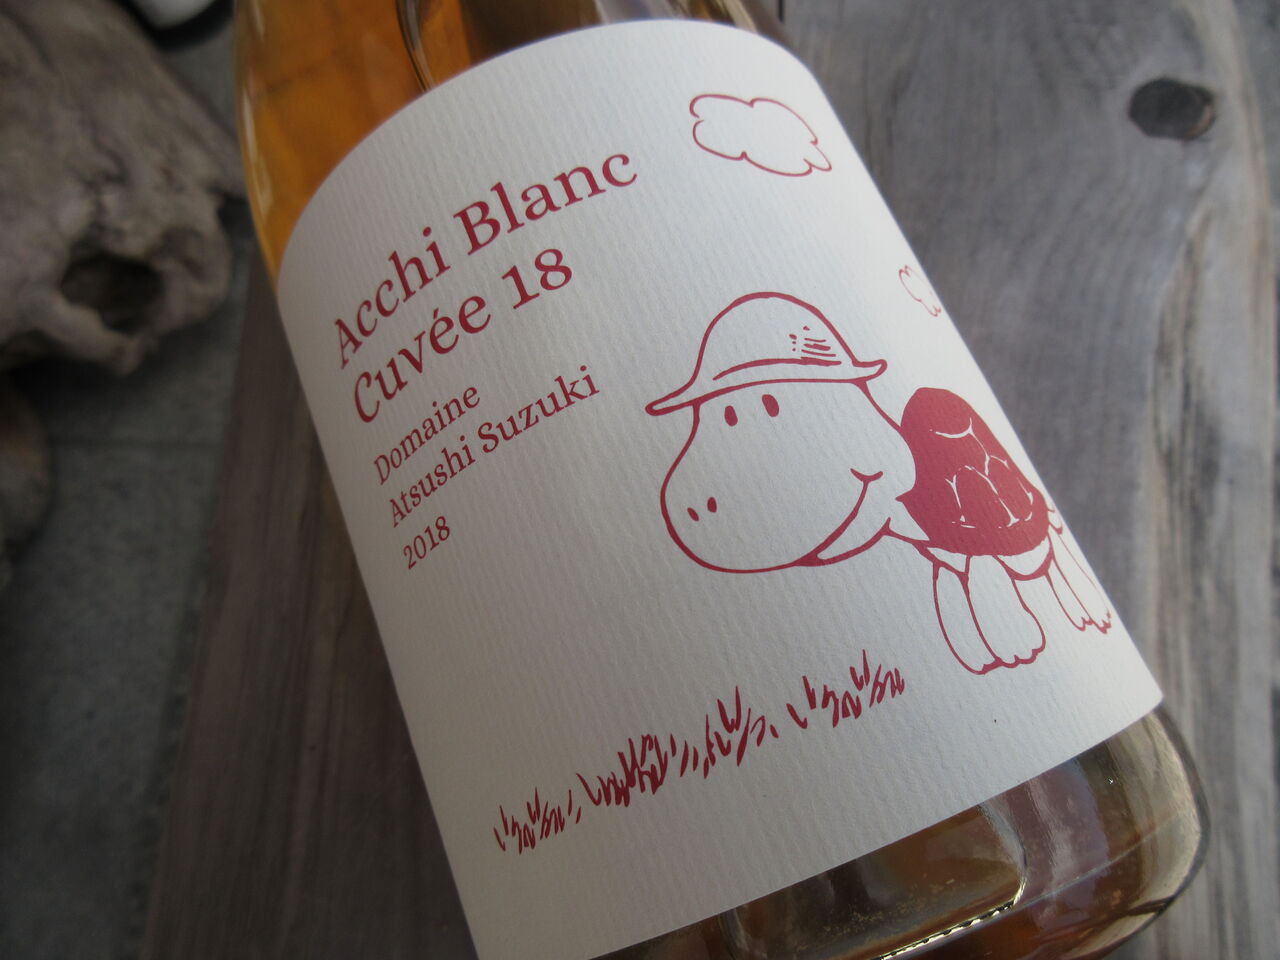 Acchi Blanc
Cuvée 18
Domaine
Atsushi Suzuki
2018